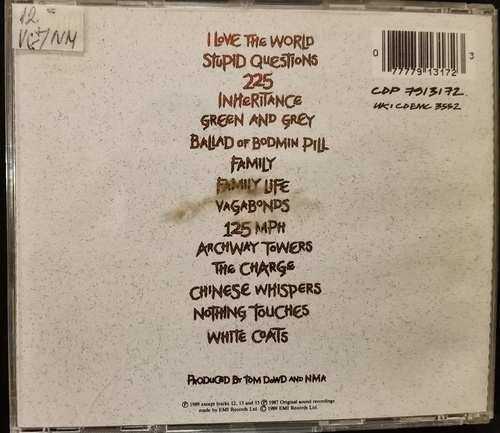 12.-
VG+/NM
I LOVE THE WORLD
STUPID QUESTIONS
225
INHERITANCE
GREEN AND GREY
BALLAD OF BODMIN PILL
FAMILY
FAMILY LIFE
VAGABONDS
125 MPH
ARCHWAY TOWERS
THE CHARGE
CHINESE WHISPERS
NOTHING TOUCHES
WHITE COATS
0 77779 13172 3
CDP 7913172
UK: CDEMC 3552
PRODUCED BY TOM DOWD AND NMA
℗ 1989 except tracks 12, 13 and 15 ℗ 1987 Original sound recordings
made by EMI Records Ltd. © 1989 EMI Records Ltd.